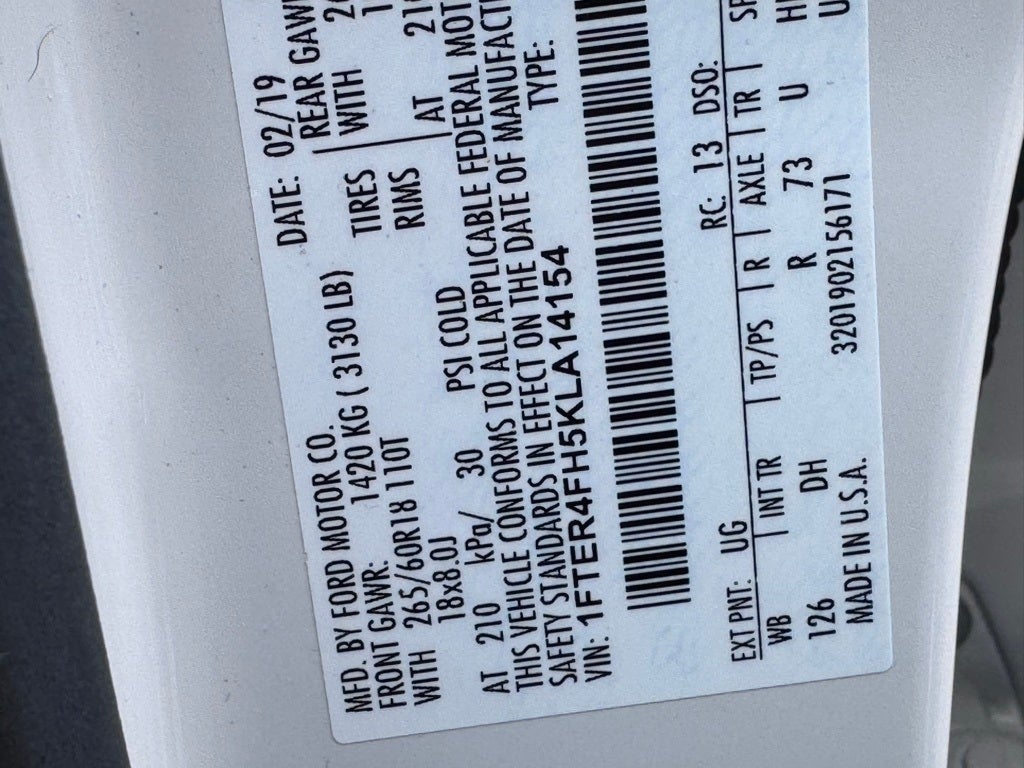 MFD. BY FORD MOTOR CO. DATE: 02/19
FRONT GAWR: 1420 KG ( 3130 LB) REAR GAWR
WITH 265/60R18 110T TIRES WITH
18x8.0J RIMS
AT 210 kPa/ 30 PSI COLD AT
THIS VEHICLE CONFORMS TO ALL APPLICABLE FEDERAL
SAFETY STANDARDS IN EFFECT ON THE DATE OF
VIN: 1FTER4FH5KLA14154 TYPE:
EXT PNT: UG RC: 13 DSO:
WB INT TR TP/PS R AXLE TR
126 DH R 73 U
MADE IN U.S.A. 3201902156171